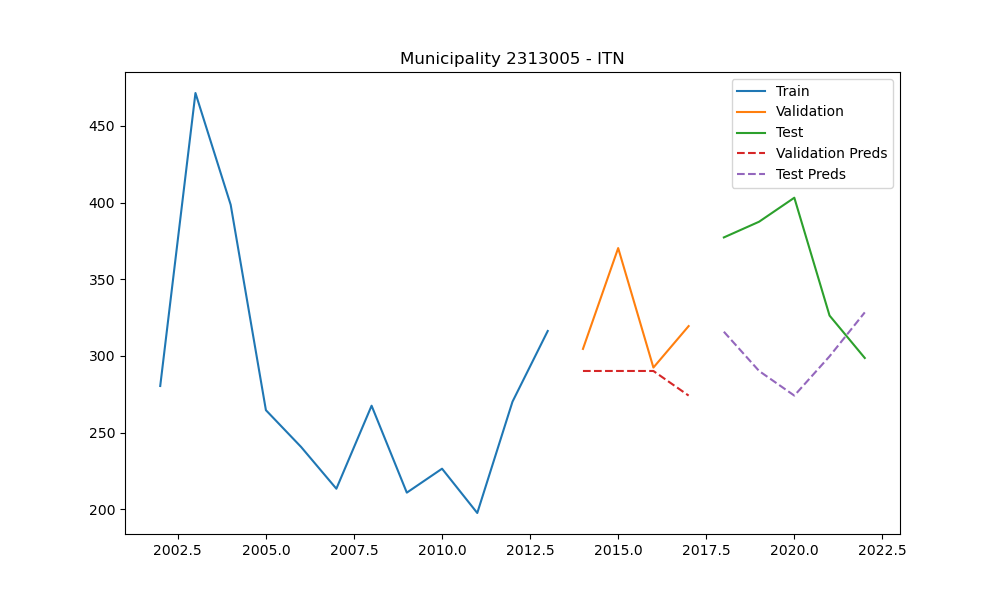 Municipality 2313005 - ITN
Train
Validation
Test
Validation Preds
Test Preds
450
400
350
300
250
200
2002.5 2005.0 2007.5 2010.0 2012.5 2015.0 2017.5 2020.0 2022.5